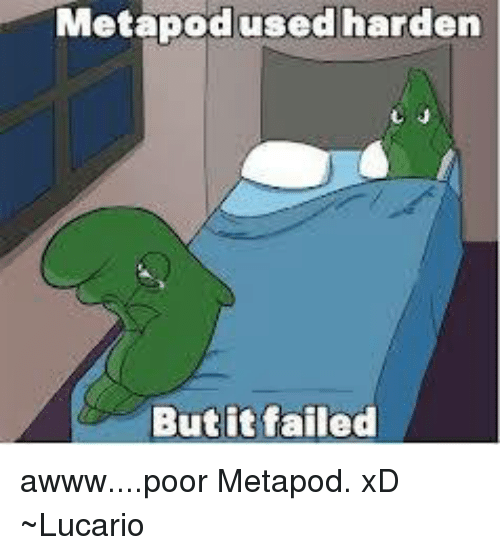 Metapod used harden
But it failed
awww....poor Metapod. xD
~Lucario